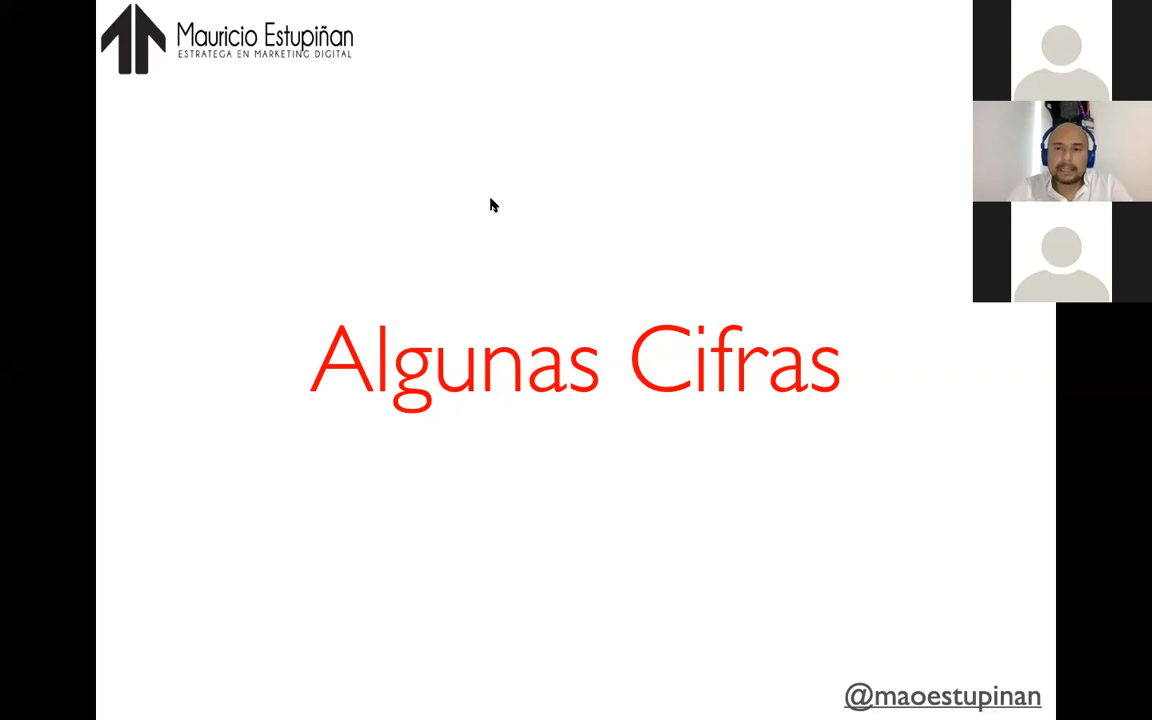 Mauricio Estupiñan
ESTRATEGA EN MARKETING DIGITAL
Algunas Cifras
@maoestupinan